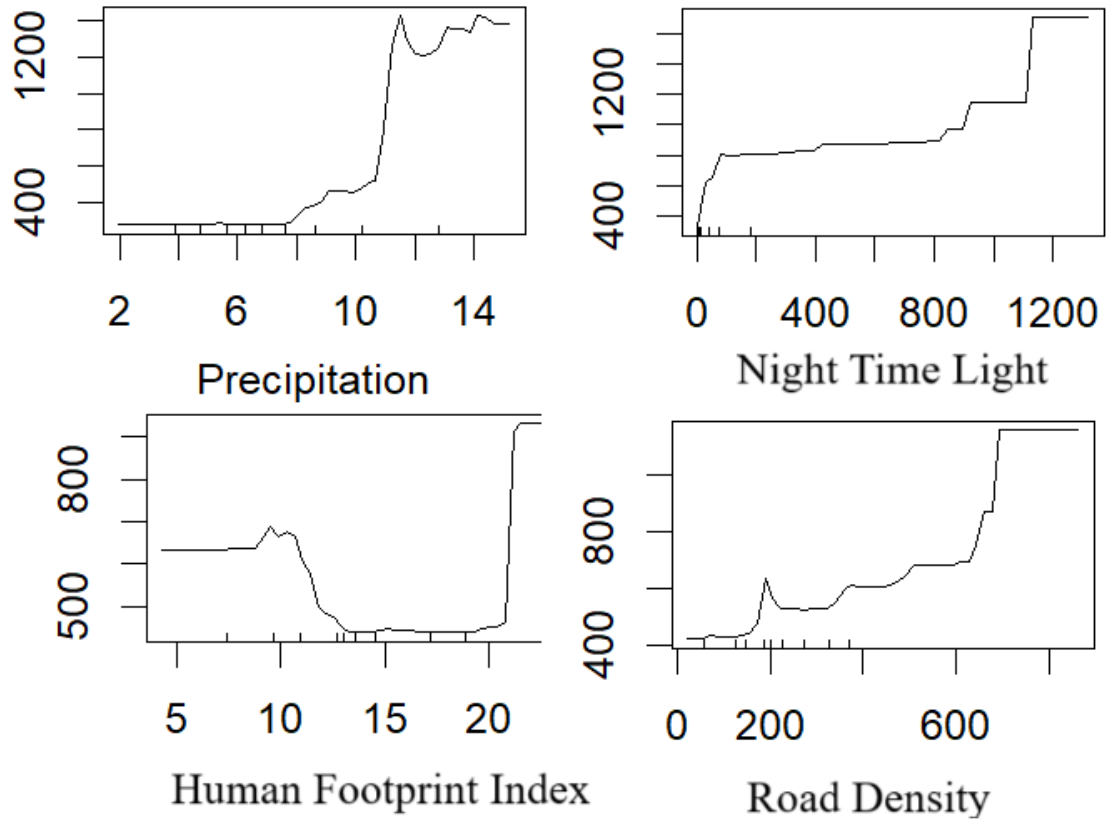 1200
400
2 6 10 14
Precipitation
1200
400
0 400 800 1200
Night Time Light
800
500
5 10 15 20
Human Footprint Index
800
400
0 200 600
Road Density